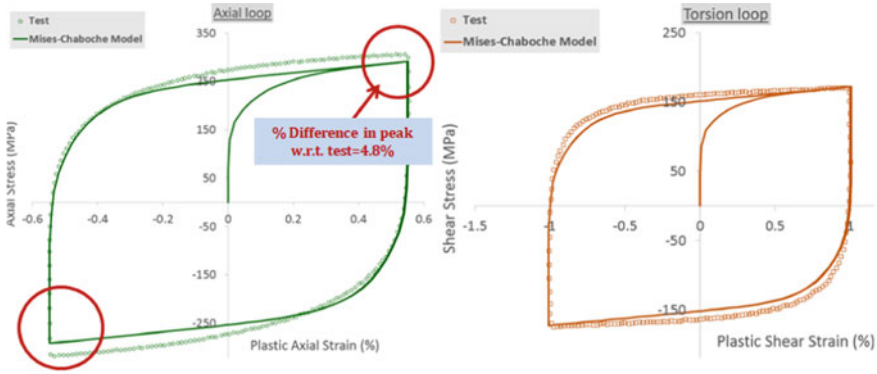 Axial loop
Test
Mises-Chaboche Model
350
250
150
50
-50
-150
-250
-0.6
-0.4
-0.2
0
0.2
0.4
0.6
% Difference in peak
w.r.t. test=4.8%
Axial Stress (MPa)
Plastic Axial Strain (%)
Torsion loop
Test
Mises-Chaboche Model
250
150
50
-50
-150
-1.5
-1
-0.5
0
0.5
1
1.5
Shear Stress (MPa)
Plastic Shear Strain (%)